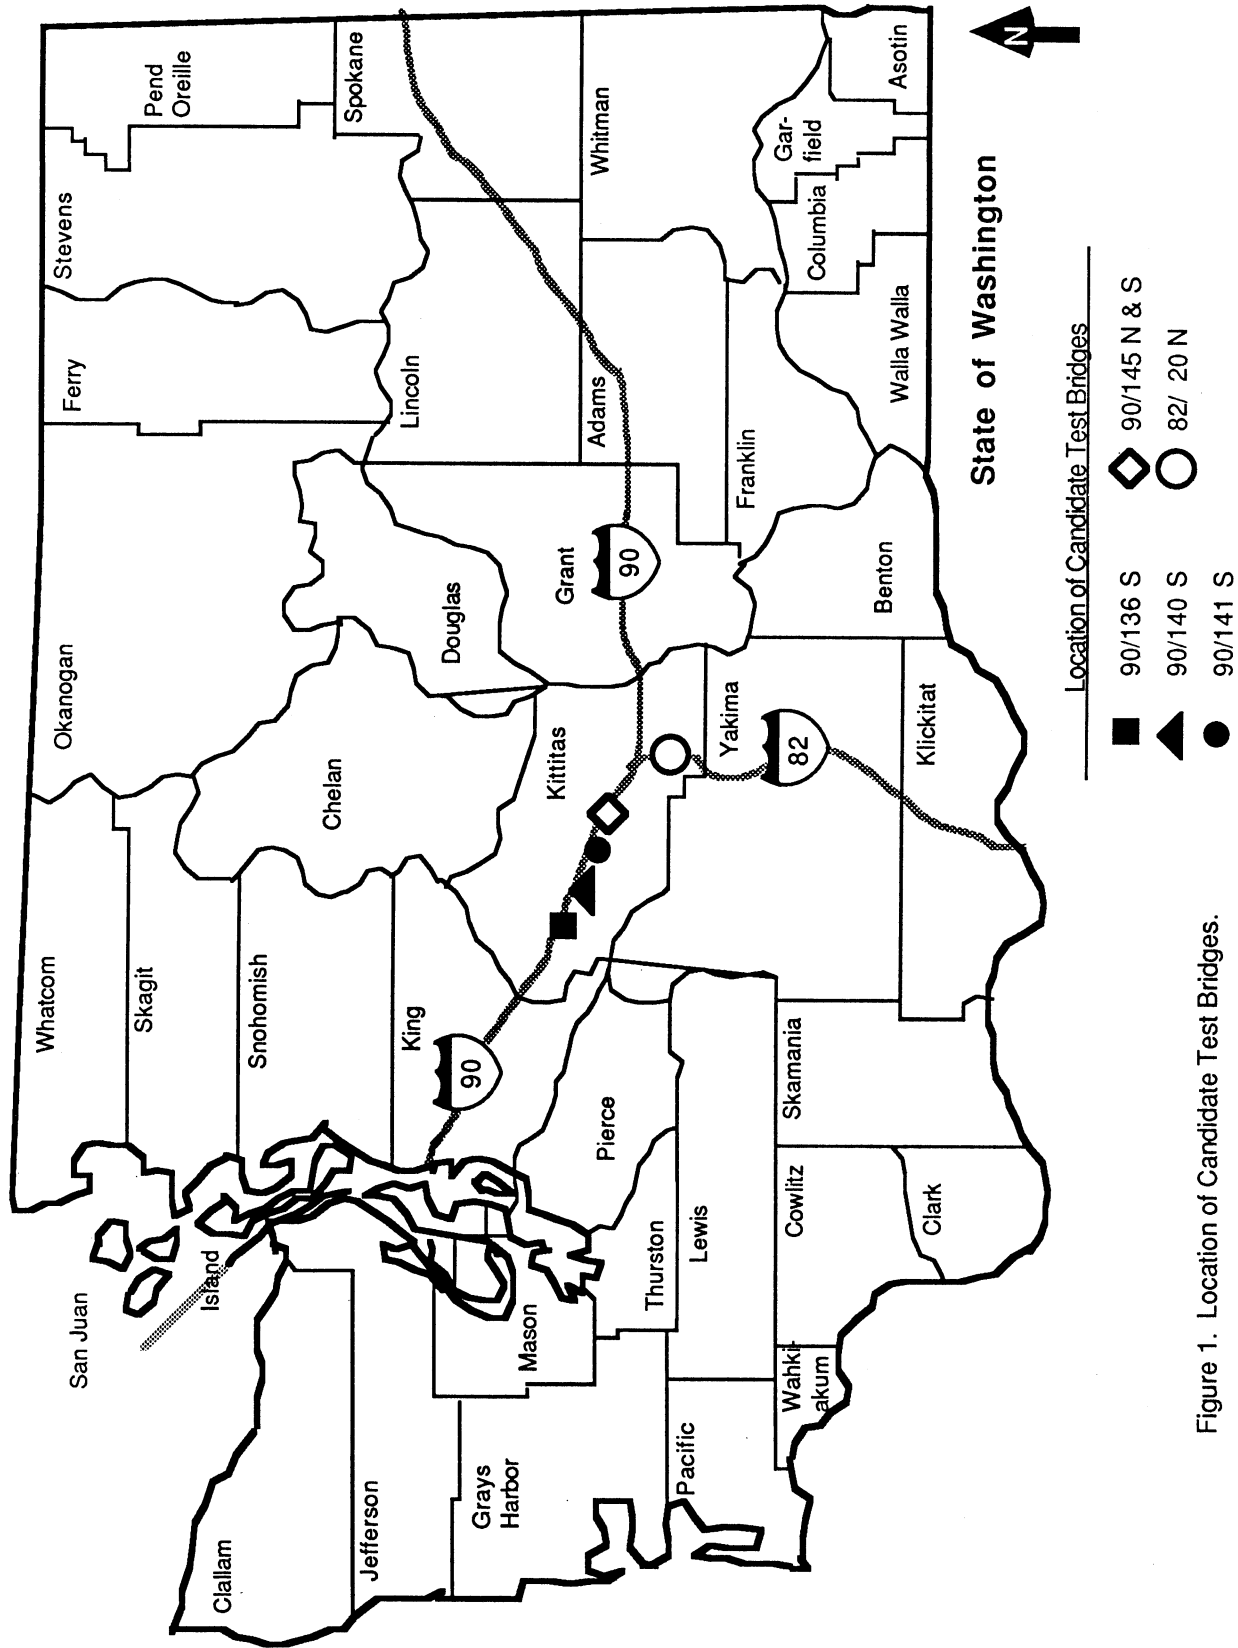 Whatcom
Okanogan
Ferry
Stevens
Pend
Oreille
San Juan
Skagit
Island
Snohomish
Chelan
Douglas
Lincoln
Spokane
Clallam
Jefferson
King
90
Kittitas
Grant
90
Adams
Whitman
Grays
Harbor
Mason
Pierce
Thurston
Lewis
Pacific
Yakima
82
Franklin
Gar-
field
Columbia
Asotin
Walla Walla
Benton
Klickitat
Skamania
Cowlitz
Wahki-
akum
Clark
N
State of Washington
Location of Candidate Test Bridges
90/136 S
90/145 N & S
90/140 S
82/ 20 N
90/141 S
Figure 1. Location of Candidate Test Bridges.